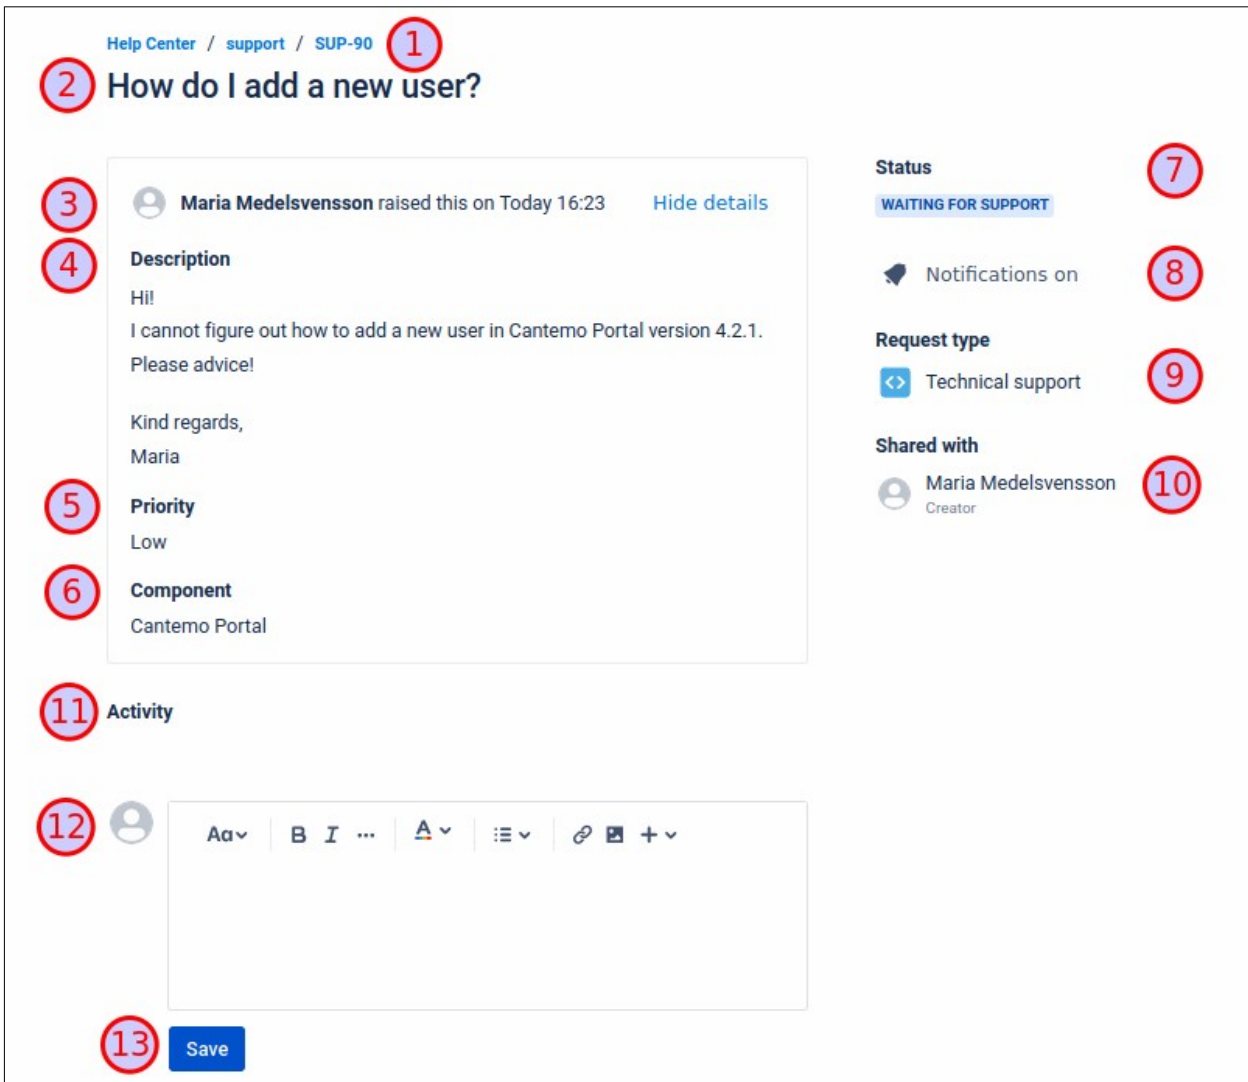 Help Center / support / SUP-90 1
2 How do I add a new user?
3 Maria Medelsvensson raised this on Today 16:23 Hide details
4 Description
Hi!
I cannot figure out how to add a new user in Cantemo Portal version 4.2.1.
Please advice!
Kind regards,
Maria
5 Priority
Low
6 Component
Cantemo Portal
Status 7
WAITING FOR SUPPORT
Notifications on 8
Request type
Technical support 9
Shared with
Maria Medelsvensson 10
Creator
11 Activity
12 Aa B I ... A
13 Save